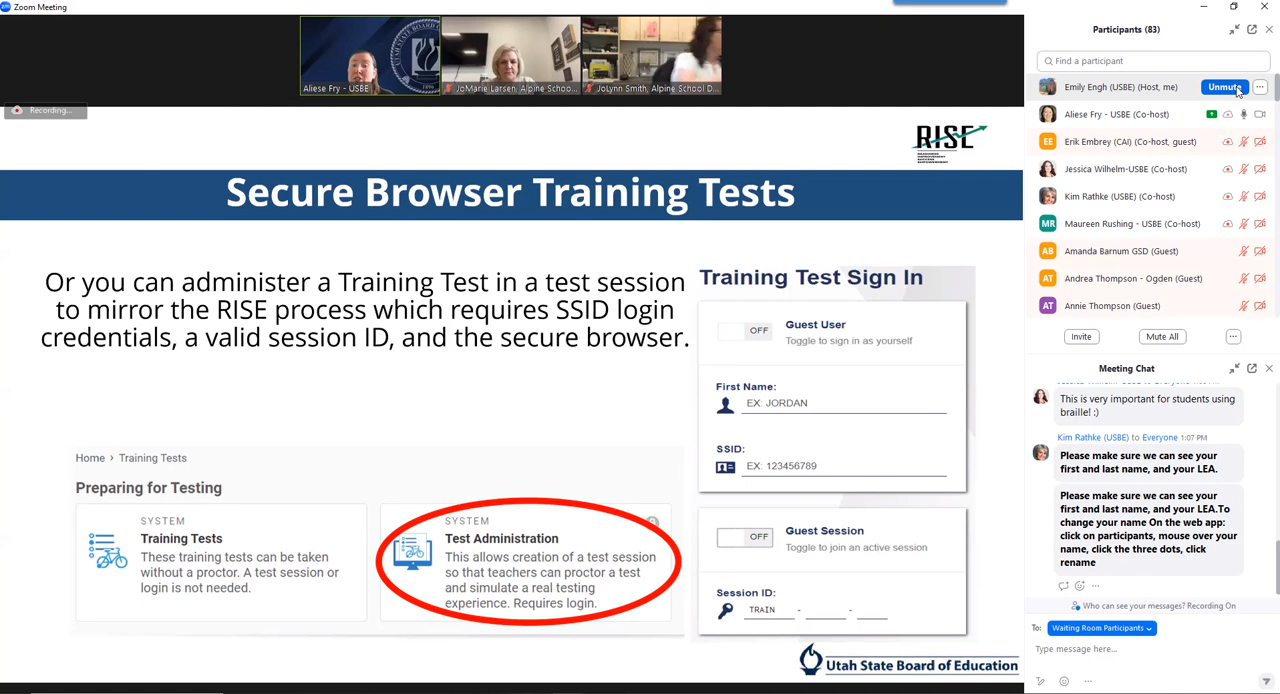 Zoom Meeting
Aliese Fry - USBE
JoMarie Larsen, Alpine Schoo...
JoLynn Smith, Alpine School D...
Recording...
RISE
Secure Browser Training Tests
Or you can administer a Training Test in a test session
to mirror the RISE process which requires SSID login
credentials, a valid session ID, and the secure browser.
Home › Training Tests
Preparing for Testing
SYSTEM
Training Tests
These training tests can be taken
without a proctor. A test session or
login is not needed.
SYSTEM
Test Administration
This allows creation of a test session
so that teachers can proctor a test
and simulate a real testing
experience. Requires login.
Training Test Sign In
OFF
Guest User
Toggle to sign in as yourself
First Name:
EX: JORDAN
SSID:
EX: 123456789
OFF
Guest Session
Toggle to join an active session
Session ID:
TRAIN - - 
Utah State Board of Education
Participants (83)
Find a participant
Emily Engh (USBE) (Host, me)
Unmute
Aliese Fry - USBE (Co-host)
EE Erik Embrey (CAI) (Co-host, guest)
Jessica Wilhelm-USBE (Co-host)
Kim Rathke (USBE) (Co-host)
MR Maureen Rushing - USBE (Co-host)
AB Amanda Barnum GSD (Guest)
AT Andrea Thompson - Ogden (Guest)
AT Annie Thompson (Guest)
Invite
Mute All
Meeting Chat
This is very important for students using
braille! :)
Kim Rathke (USBE) to Everyone 1:07 PM
Please make sure we can see your
first and last name, and your LEA.
Please make sure we can see your
first and last name, and your LEA.To
change your name On the web app:
click on participants, mouse over your
name, click the three dots, click
rename
Who can see your messages? Recording On
To: Waiting Room Participants
Type message here...